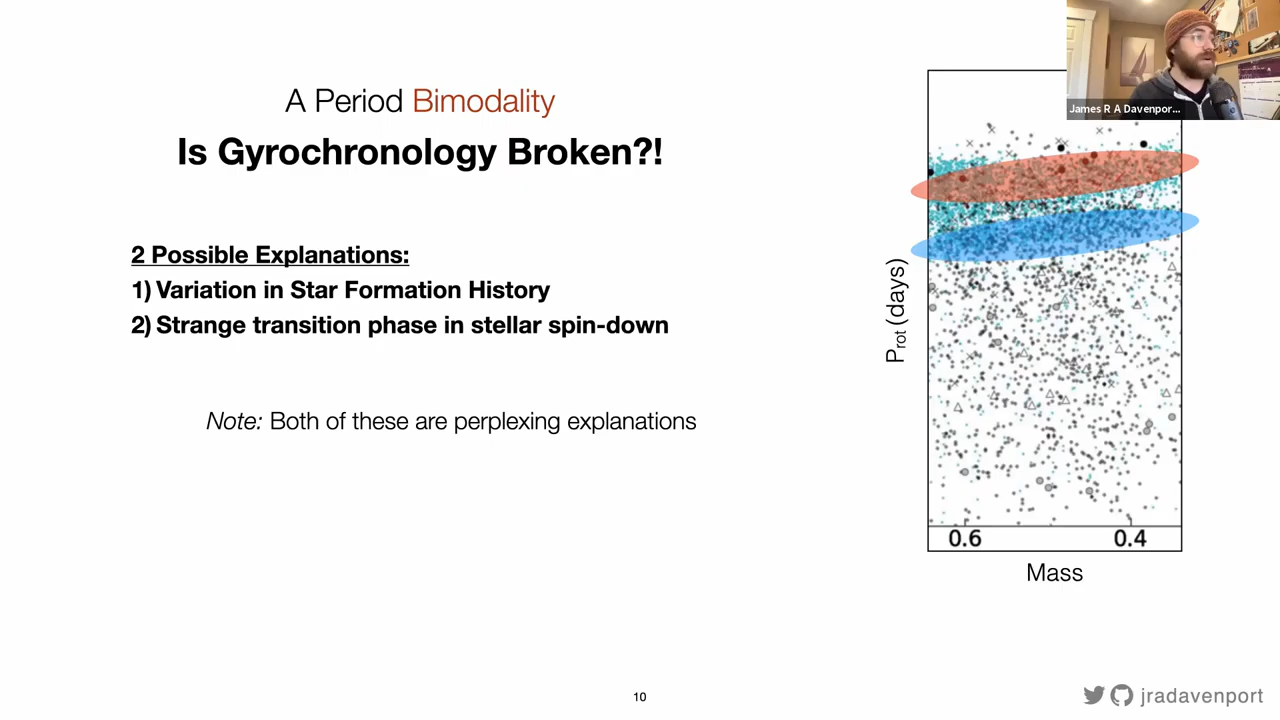 James R A Davenpor...
A Period Bimodality
Is Gyrochronology Broken?!
2 Possible Explanations:
1) Variation in Star Formation History
2) Strange transition phase in stellar spin-down
Note: Both of these are perplexing explanations
Prot (days)
0.6 0.4
Mass
10
jradavenport